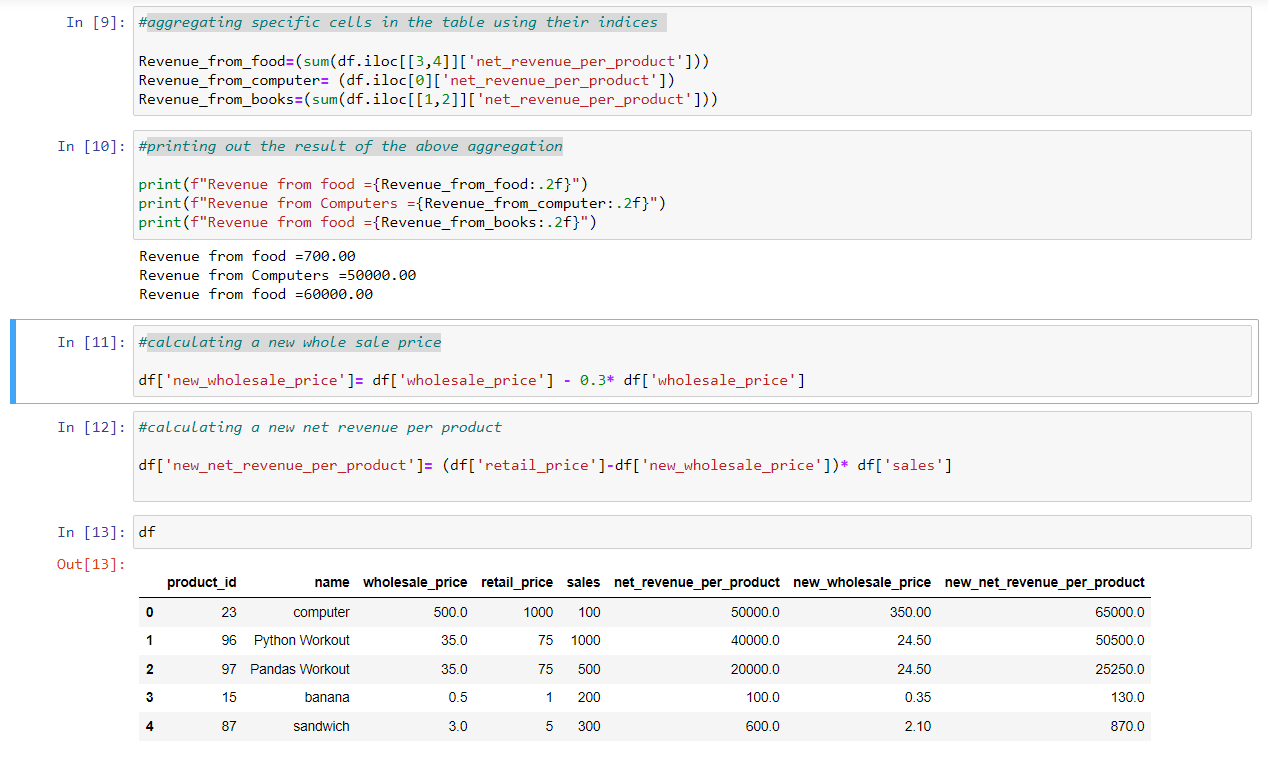 In [9]: #aggregating specific cells in the table using their indices
Revenue_from_food=(sum(df.iloc[[3,4]]['net_revenue_per_product']))
Revenue_from_computer= (df.iloc[0]['net_revenue_per_product'])
Revenue_from_books=(sum(df.iloc[[1,2]]['net_revenue_per_product']))
In [10]: #printing out the result of the above aggregation
print(f"Revenue from food ={Revenue_from_food:.2f}")
print(f"Revenue from Computers ={Revenue_from_computer:.2f}")
print(f"Revenue from food ={Revenue_from_books:.2f}")
Revenue from food =700.00
Revenue from Computers =50000.00
Revenue from food =60000.00
In [11]: #calculating a new whole sale price
df['new_wholesale_price']= df['wholesale_price'] - 0.3* df['wholesale_price']
In [12]: #calculating a new net revenue per product
df['new_net_revenue_per_product']= (df['retail_price']-df['new_wholesale_price'])* df['sales']
In [13]: df
Out[13]:
product_id name wholesale_price retail_price sales net_revenue_per_product new_wholesale_price new_net_revenue_per_product
0 23 computer 500.0 1000 100 50000.0 350.00 65000.0
1 96 Python Workout 35.0 75 1000 40000.0 24.50 50500.0
2 97 Pandas Workout 35.0 75 500 20000.0 24.50 25250.0
3 15 banana 0.5 1 200 100.0 0.35 130.0
4 87 sandwich 3.0 5 300 600.0 2.10 870.0